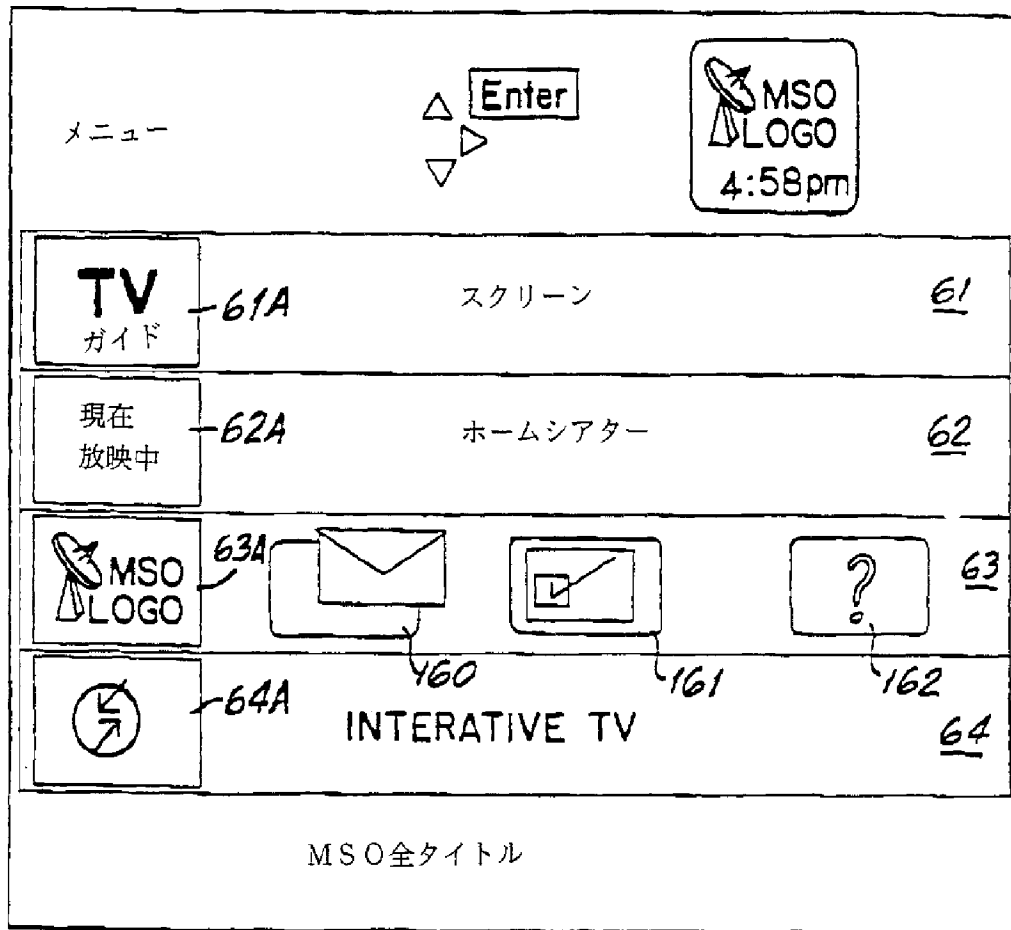 メニュー
Enter
MSO
LOGO
4:58pm
TV
ガイド
61A
スクリーン
61
現在
放映中
62A
ホームシアター
62
MSO
LOGO
63A
63
160
161
?
162
64A
INTERATIVE TV
64
MSO全タイトル